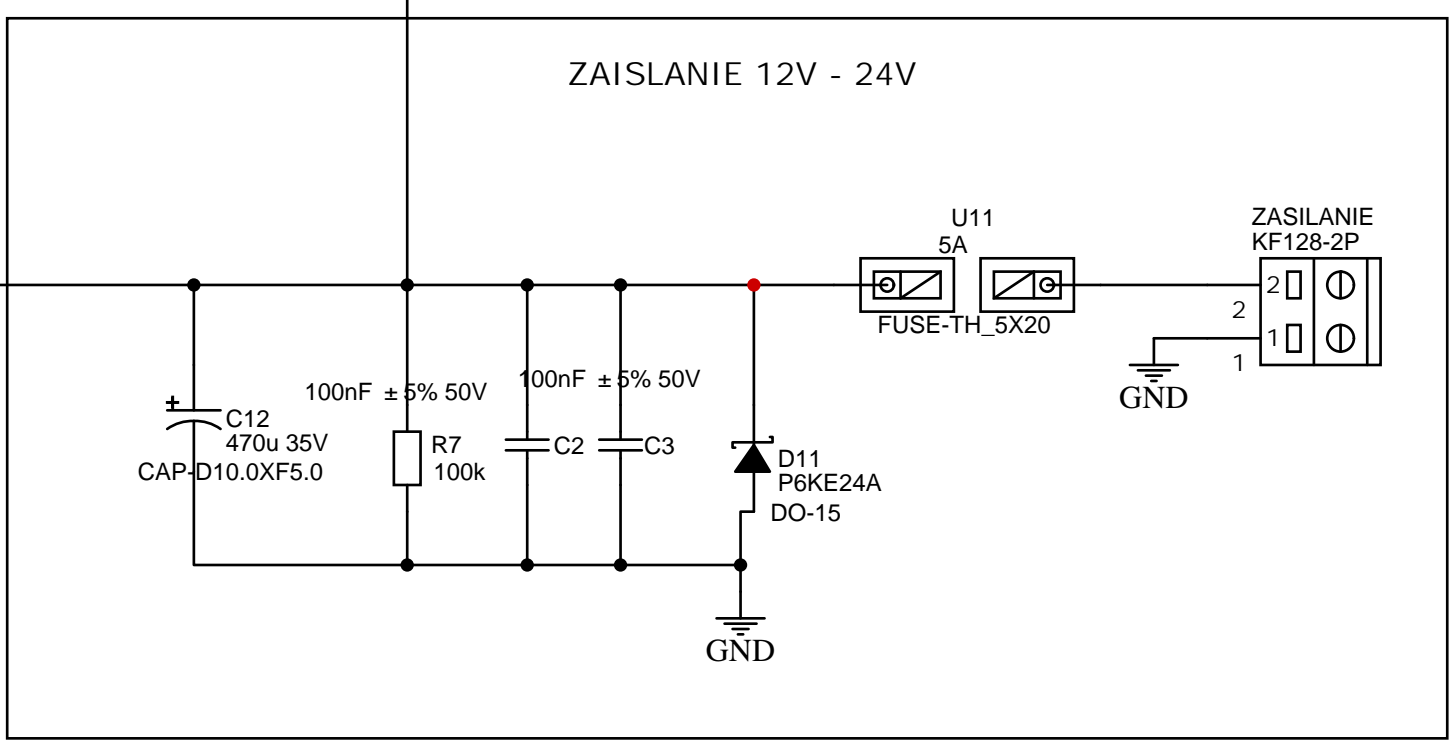 ZAISLANIE 12V - 24V
U11
5A
FUSE-TH_5X20
ZASILANIE
KF128-2P
2
2
1
1
GND
100nF ±5% 50V
100nF ±5% 50V
C12
470u 35V
CAP-D10.0XF5.0
R7
100k
C2
C3
D11
P6KE24A
DO-15
GND